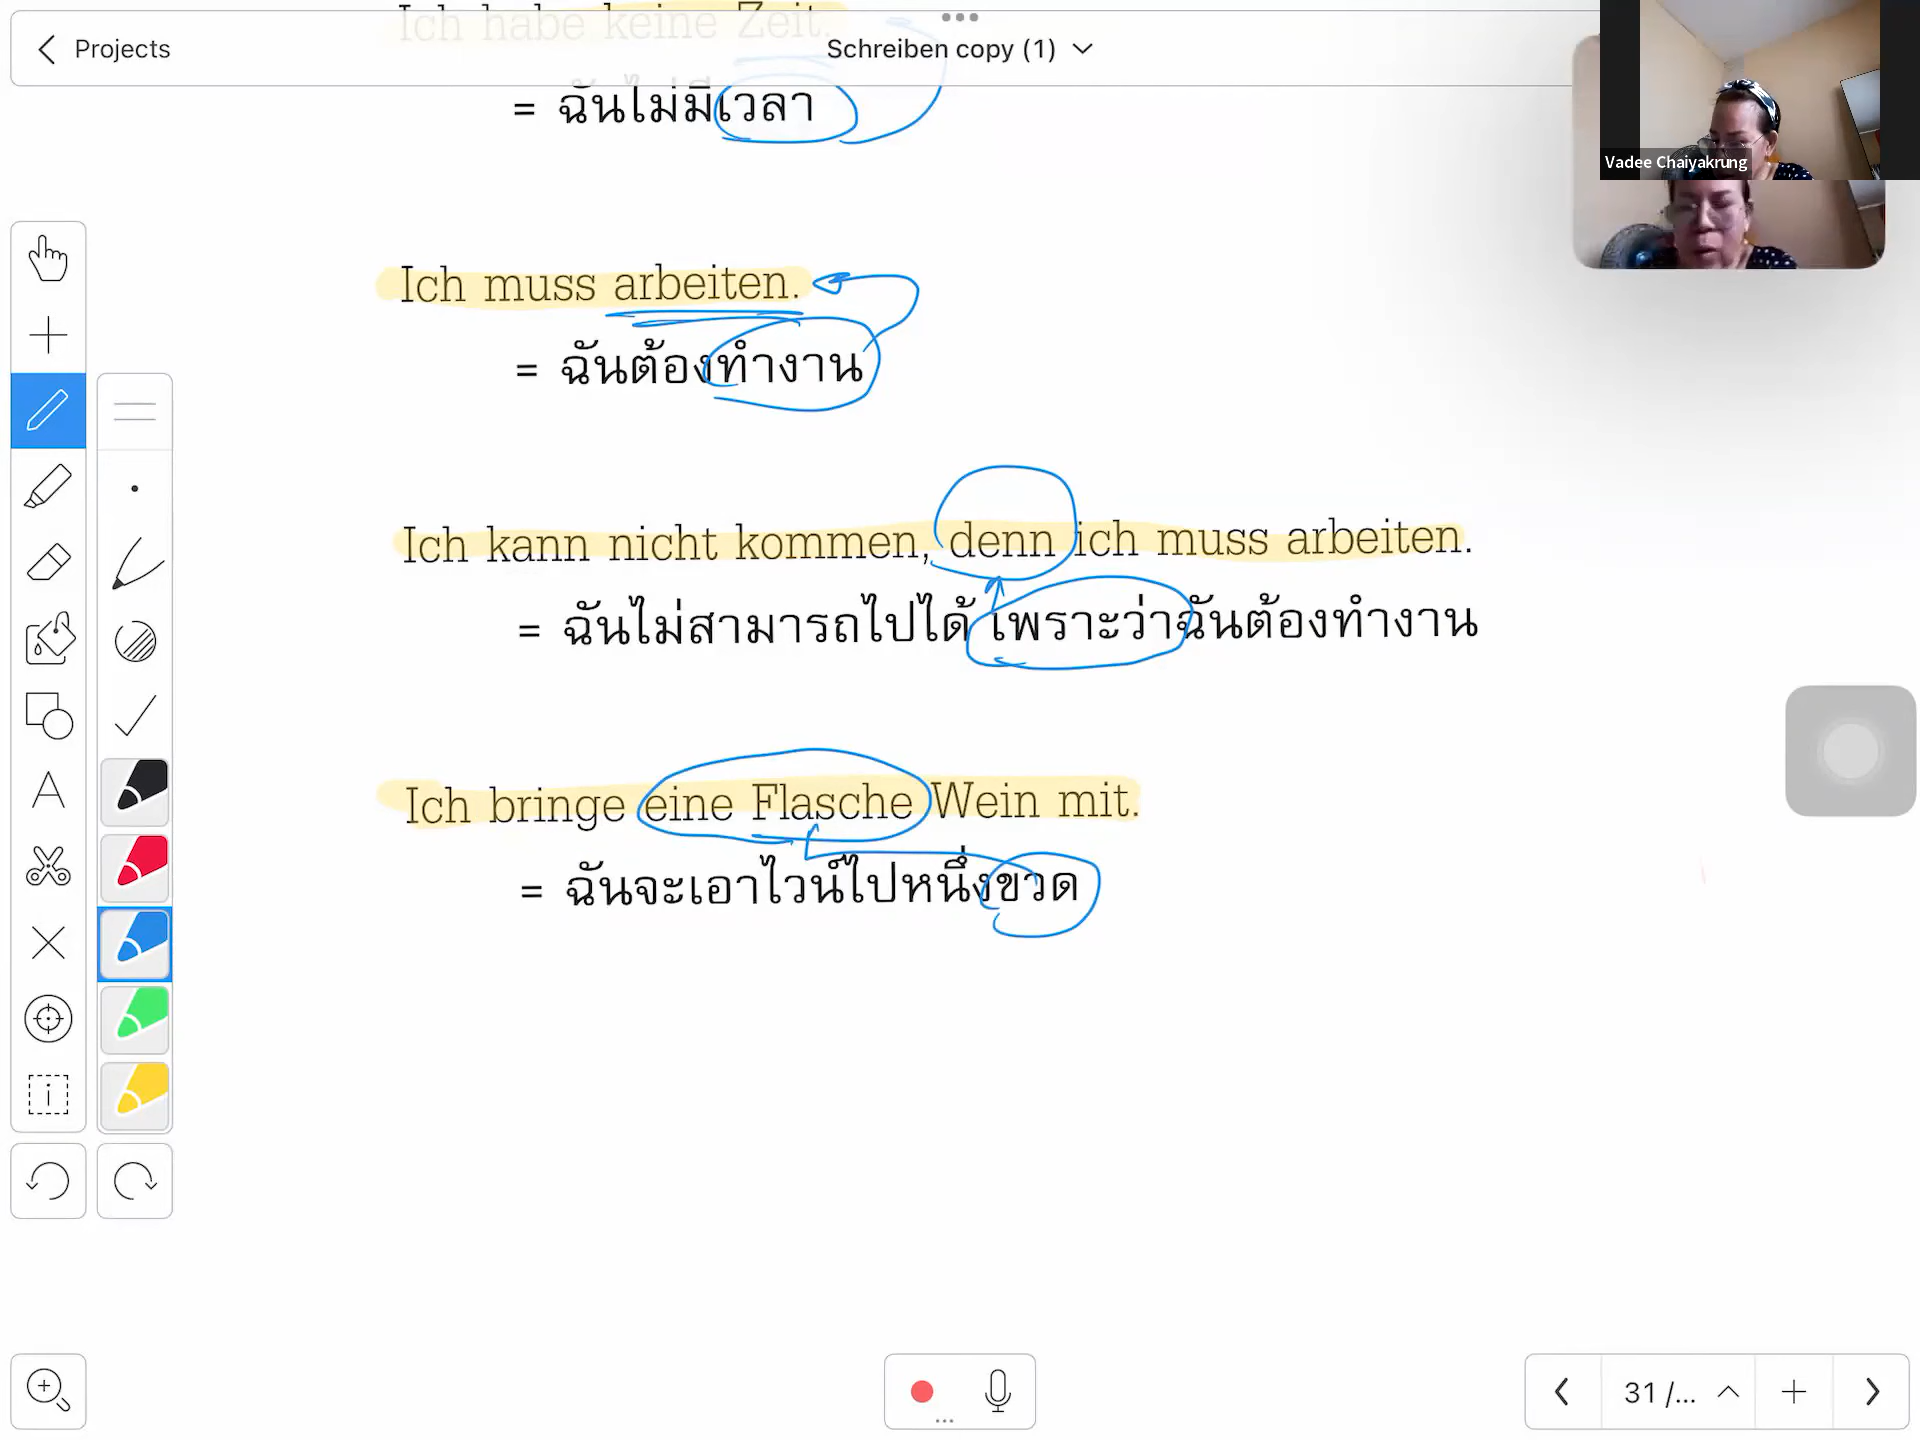 Ich habe keine Zeit.
Projects
Schreiben copy (1)
= ฉันไม่มีเวลา
Vadee Chaiyakrung
Ich muss arbeiten.
= ฉันต้องทำงาน
Ich kann nicht kommen, denn ich muss arbeiten.
= ฉันไม่สามารถไปได้ เพราะว่าฉันต้องทำงาน
Ich bringe eine Flasche Wein mit.
= ฉันจะเอาไวน์ไปหนึ่งขวด
31 /...